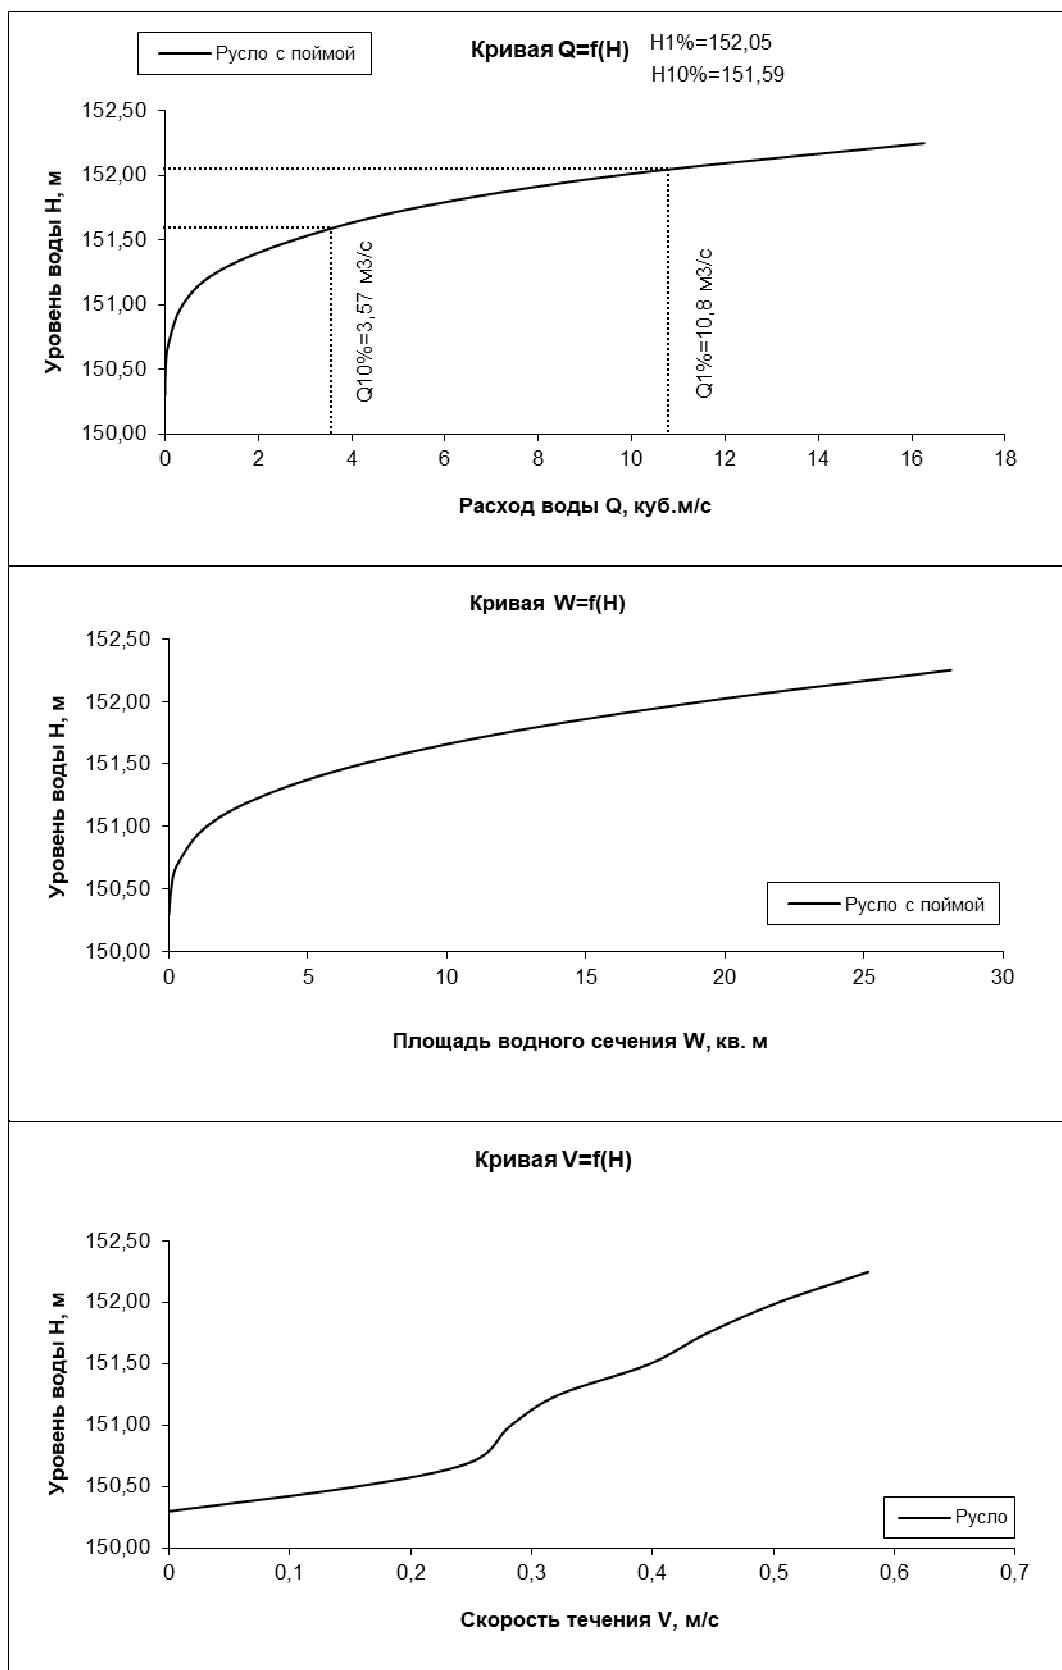 Русло с поймой
Кривая Q=f(H)
H1%=152,05
H10%=151,59
Уровень воды H, м
152,50
152,00
151,50
151,00
150,50
150,00
Q10%=3,57 м3/с
Q1%=10,8 м3/с
0 2 4 6 8 10 12 14 16 18
Расход воды Q, куб.м/с
Кривая W=f(H)
Уровень воды H, м
152,50
152,00
151,50
151,00
150,50
150,00
Русло с поймой
0 5 10 15 20 25 30
Площадь водного сечения W, кв. м
Кривая V=f(H)
Уровень воды H, м
152,50
152,00
151,50
151,00
150,50
150,00
Русло
0 0,1 0,2 0,3 0,4 0,5 0,6 0,7
Скорость течения V, м/с